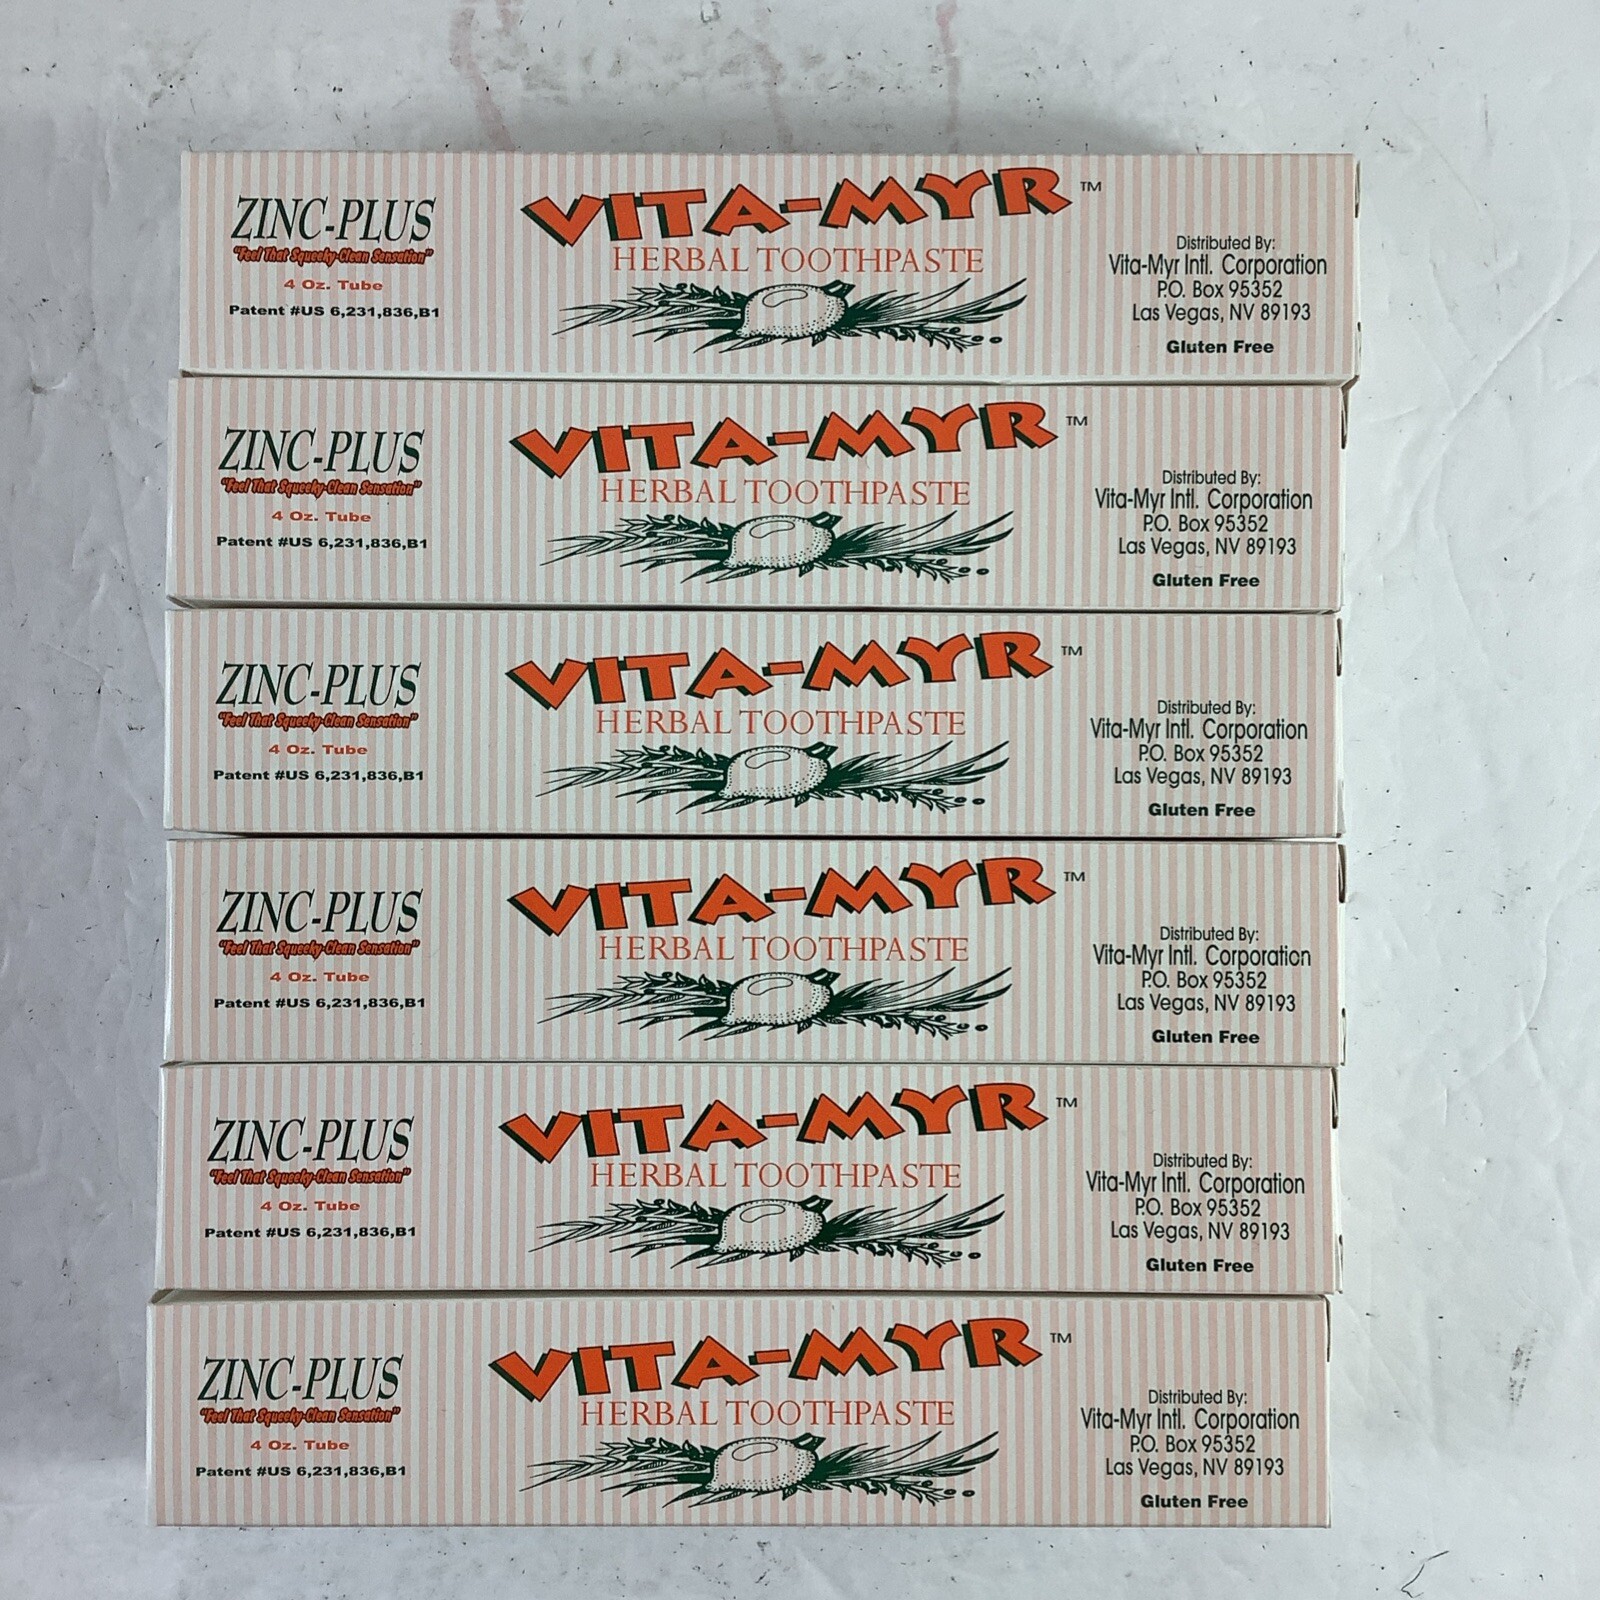 ZINC-PLUS
"Feel That Squeeky-Clean Sensation"
4 Oz. Tube
Patent #US 6,231,836,B1
VITA-MYR™
HERBAL TOOTHPASTE
Distributed By:
Vita-Myr Intl. Corporation
P.O. Box 95352
Las Vegas, NV 89193
Gluten Free
ZINC-PLUS
"Feel That Squeeky-Clean Sensation"
4 Oz. Tube
Patent #US 6,231,836,B1
VITA-MYR™
HERBAL TOOTHPASTE
Distributed By:
Vita-Myr Intl. Corporation
P.O. Box 95352
Las Vegas, NV 89193
Gluten Free
ZINC-PLUS
"Feel That Squeeky-Clean Sensation"
4 Oz. Tube
Patent #US 6,231,836,B1
VITA-MYR™
HERBAL TOOTHPASTE
Distributed By:
Vita-Myr Intl. Corporation
P.O. Box 95352
Las Vegas, NV 89193
Gluten Free
ZINC-PLUS
"Feel That Squeeky-Clean Sensation"
4 Oz. Tube
Patent #US 6,231,836,B1
VITA-MYR™
HERBAL TOOTHPASTE
Distributed By:
Vita-Myr Intl. Corporation
P.O. Box 95352
Las Vegas, NV 89193
Gluten Free
ZINC-PLUS
"Feel That Squeeky-Clean Sensation"
4 Oz. Tube
Patent #US 6,231,836,B1
VITA-MYR™
HERBAL TOOTHPASTE
Distributed By:
Vita-Myr Intl. Corporation
P.O. Box 95352
Las Vegas, NV 89193
Gluten Free
ZINC-PLUS
"Feel That Squeeky-Clean Sensation"
4 Oz. Tube
Patent #US 6,231,836,B1
VITA-MYR™
HERBAL TOOTHPASTE
Distributed By:
Vita-Myr Intl. Corporation
P.O. Box 95352
Las Vegas, NV 89193
Gluten Free